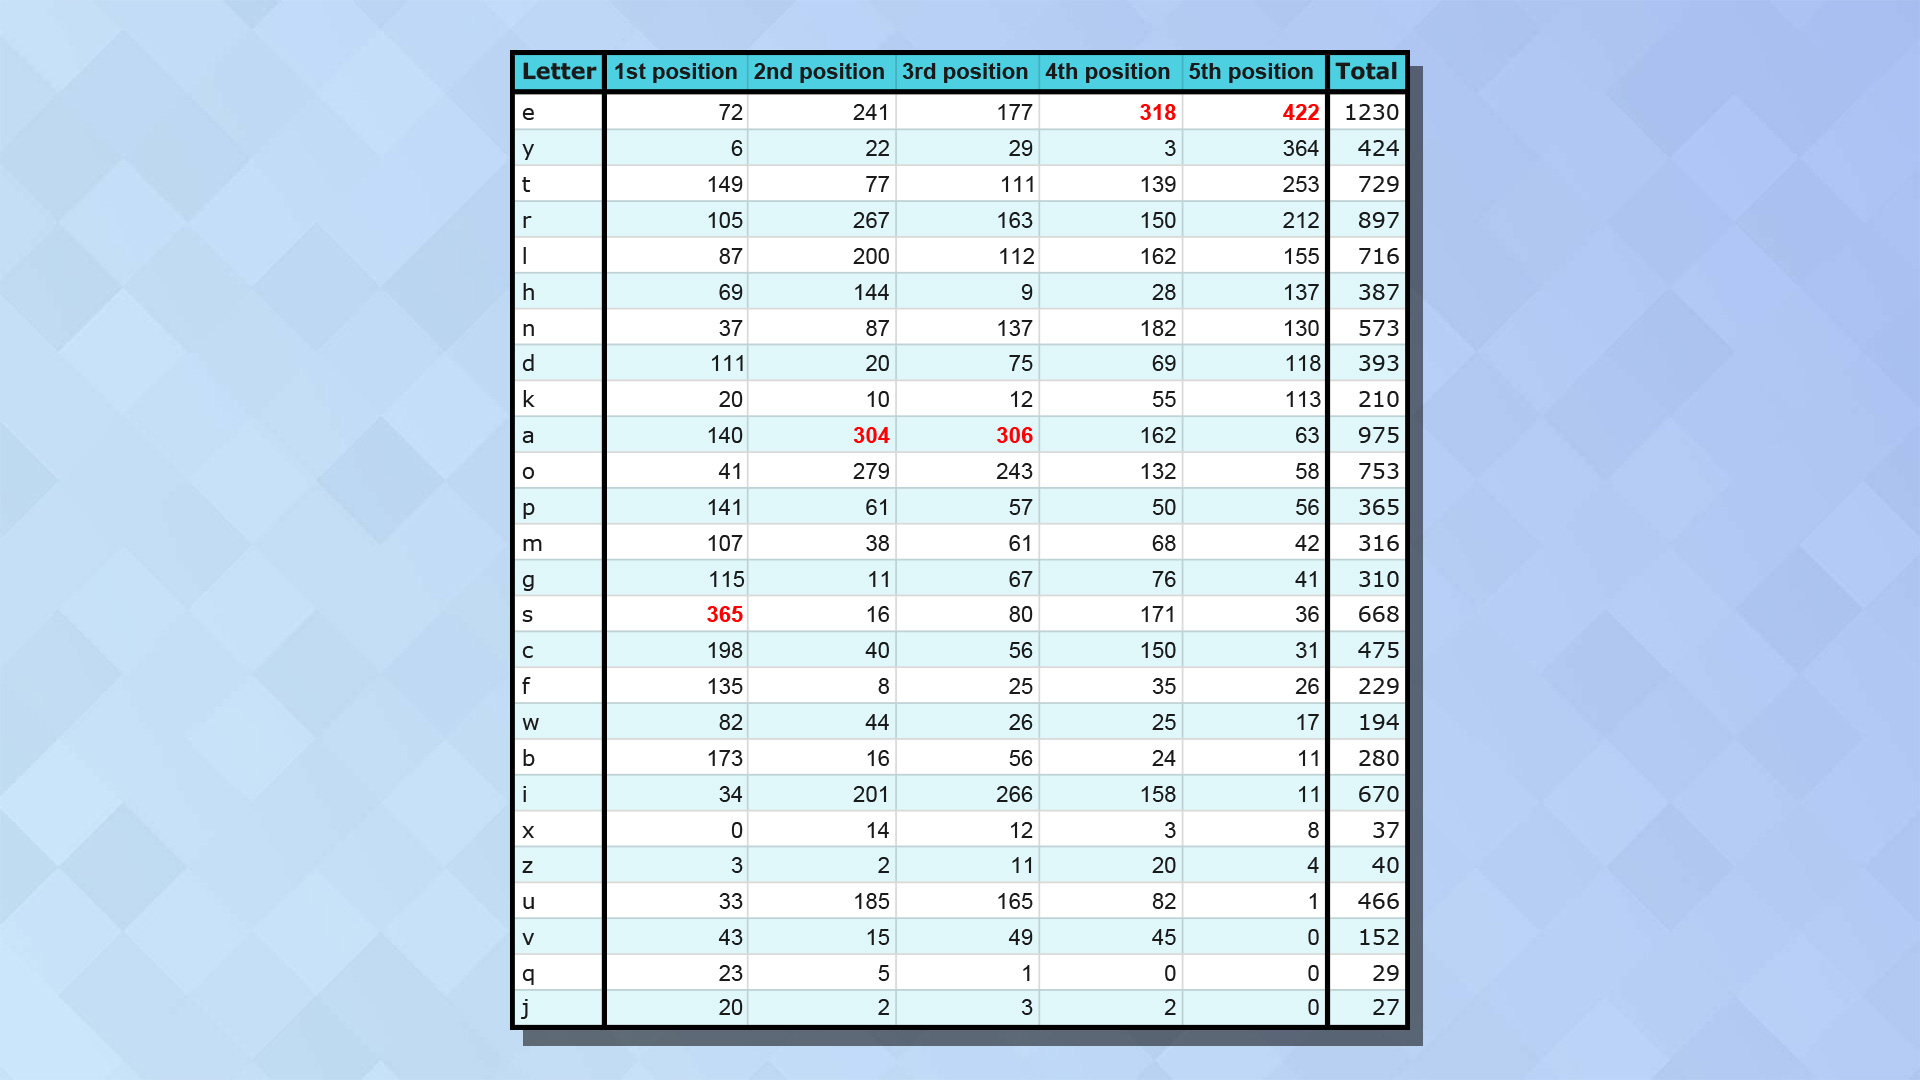 Letter 1st position 2nd position 3rd position 4th position 5th position Total
e 72 241 177 318 422 1230
y 6 22 29 3 364 424
t 149 77 111 139 253 729
r 105 267 163 150 212 897
l 87 200 112 162 155 716
h 69 144 9 28 137 387
n 37 87 137 182 130 573
d 111 20 75 69 118 393
k 20 10 12 55 113 210
a 140 304 306 162 63 975
o 41 279 243 132 58 753
p 141 61 57 50 56 365
m 107 38 61 68 42 316
g 115 11 67 76 41 310
s 365 16 80 171 36 668
c 198 40 56 150 31 475
f 135 8 25 35 26 229
w 82 44 26 25 17 194
b 173 16 56 24 11 280
i 34 201 266 158 11 670
x 0 14 12 3 8 37
z 3 2 11 20 4 40
u 33 185 165 82 1 466
v 43 15 49 45 0 152
q 23 5 1 0 0 29
j 20 2 3 2 0 27